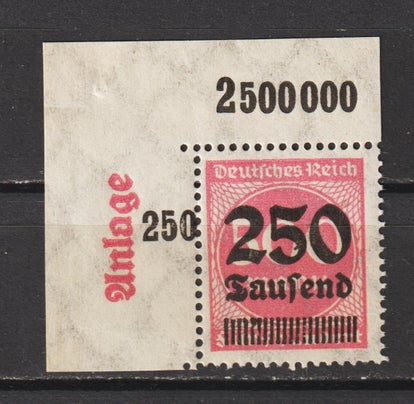 2500000
Deutsches Reich
250
250
Tausend
Anlage